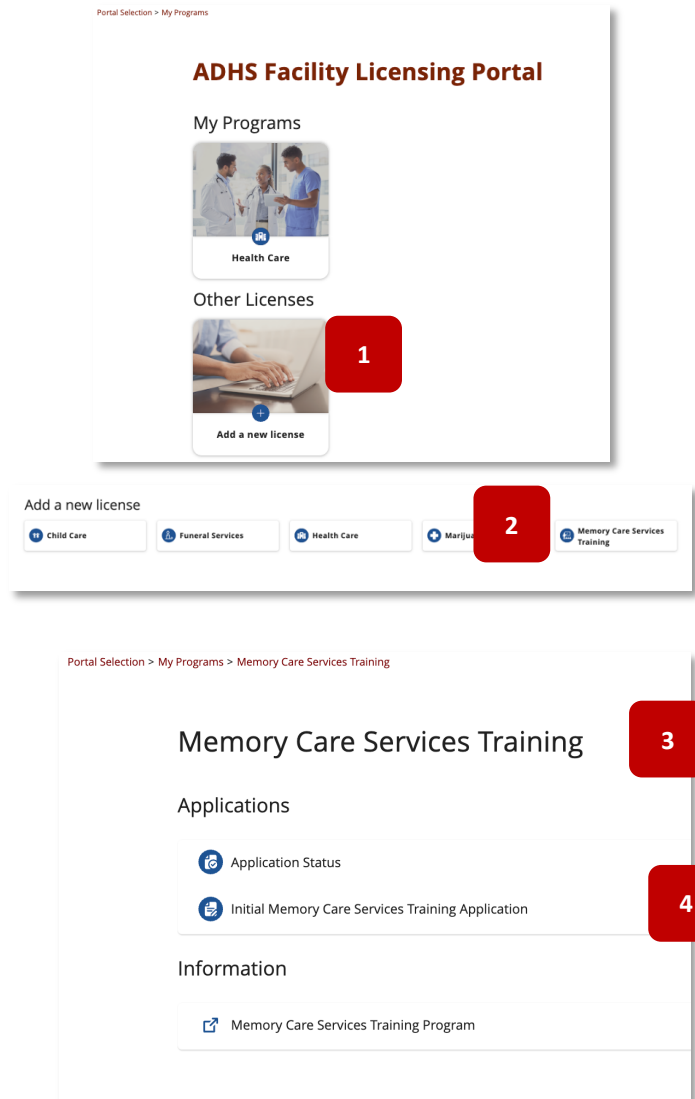 Portal Selection > My Programs
ADHS Facility Licensing Portal
My Programs
Health Care
Other Licenses
1
Add a new license
Add a new license
Child Care
Funeral Services
Health Care
2
Memory Care Services
Training
Portal Selection > My Programs > Memory Care Services Training
Memory Care Services Training
3
Applications
Application Status
Initial Memory Care Services Training Application
4
Information
Memory Care Services Training Program